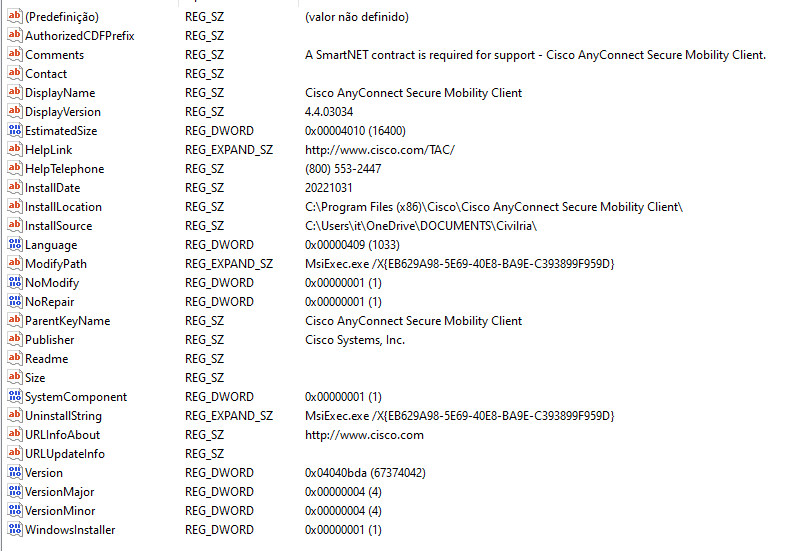 (Predefinição) REG_SZ (valor não definido)
AuthorizedCDFPrefix REG_SZ
Comments REG_SZ A SmartNET contract is required for support - Cisco AnyConnect Secure Mobility Client.
Contact REG_SZ
DisplayName REG_SZ Cisco AnyConnect Secure Mobility Client
DisplayVersion REG_SZ 4.4.03034
EstimatedSize REG_DWORD 0x00004010 (16400)
HelpLink REG_EXPAND_SZ http://www.cisco.com/TAC/
HelpTelephone REG_SZ (800) 553-2447
InstallDate REG_SZ 20221031
InstallLocation REG_SZ C:\Program Files (x86)\Cisco\Cisco AnyConnect Secure Mobility Client\
InstallSource REG_SZ C:\Users\it\OneDrive\DOCUMENTS\Civilria\
Language REG_DWORD 0x00000409 (1033)
ModifyPath REG_EXPAND_SZ MsiExec.exe /X{EB629A98-5E69-40E8-BA9E-C393899F959D}
NoModify REG_DWORD 0x00000001 (1)
NoRepair REG_DWORD 0x00000001 (1)
ParentKeyName REG_SZ Cisco AnyConnect Secure Mobility Client
Publisher REG_SZ Cisco Systems, Inc.
Readme REG_SZ
Size REG_SZ
SystemComponent REG_DWORD 0x00000001 (1)
UninstallString REG_EXPAND_SZ MsiExec.exe /X{EB629A98-5E69-40E8-BA9E-C393899F959D}
URLInfoAbout REG_SZ http://www.cisco.com
URLUpdateInfo REG_SZ
Version REG_DWORD 0x04040bda (67374042)
VersionMajor REG_DWORD 0x00000004 (4)
VersionMinor REG_DWORD 0x00000004 (4)
WindowsInstaller REG_DWORD 0x00000001 (1)